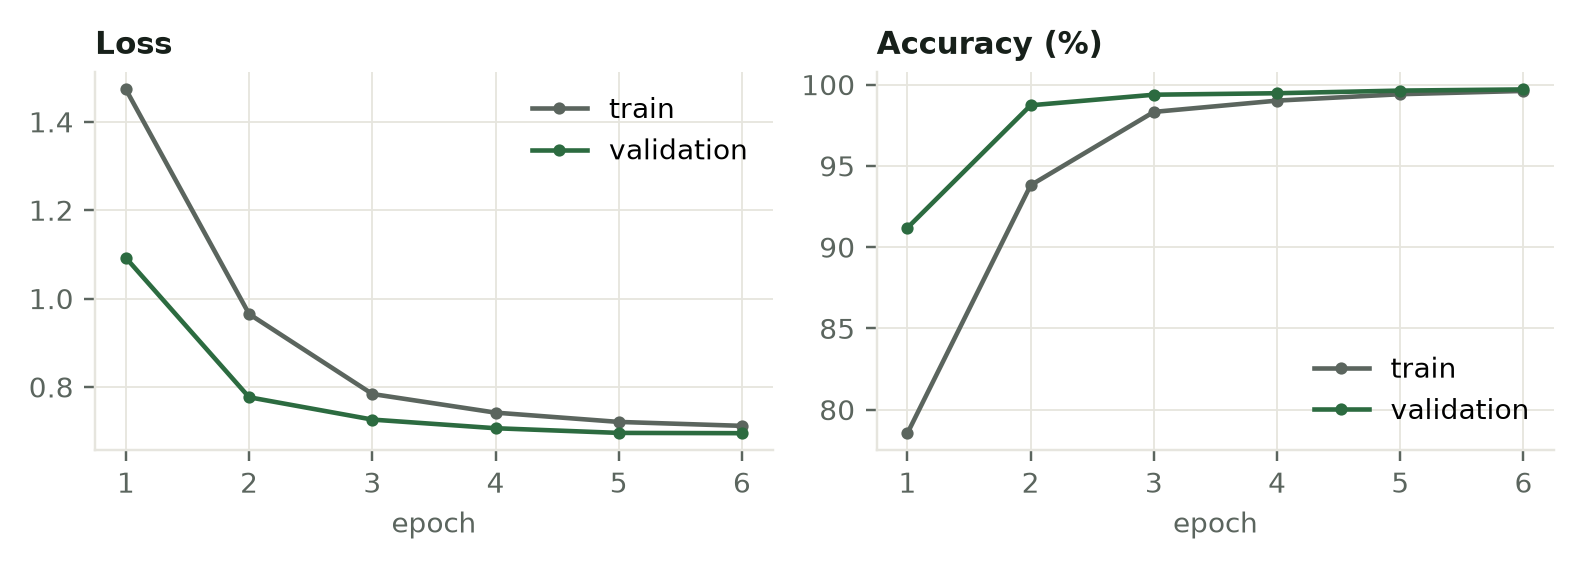 Loss
1.4
1.2
1.0
0.8
train
validation
1 2 3 4 5 6
epoch
Accuracy (%)
100
95
90
85
80
train
validation
1 2 3 4 5 6
epoch